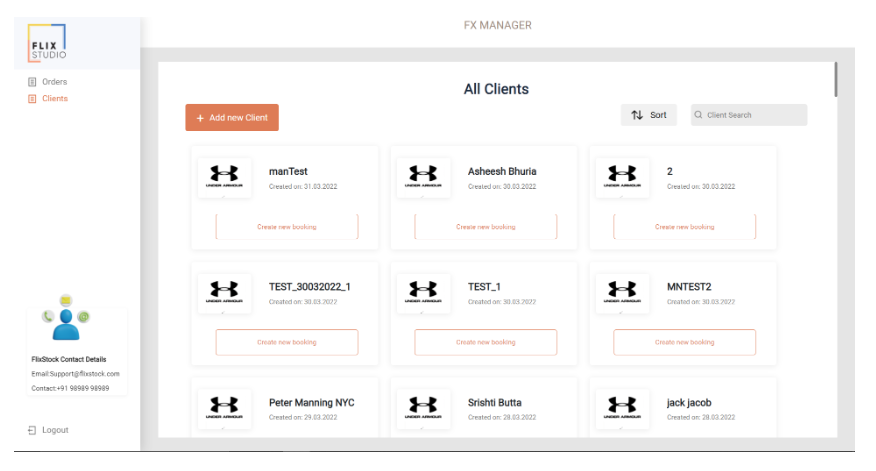 FX MANAGER
FLIX
STUDIO
Orders
Clients
All Clients
+ Add new Client
Sort
Client Search
manTest
Created on: 31.03.2022
UNDER ARMOUR
Create new booking
Asheesh Bhuria
Created on: 30.03.2022
UNDER ARMOUR
Create new booking
2
Created on: 30.03.2022
UNDER ARMOUR
Create new booking
TEST_30032022_1
Created on: 30.03.2022
UNDER ARMOUR
Create new booking
TEST_1
Created on: 30.03.2022
UNDER ARMOUR
Create new booking
MNTEST2
Created on: 30.03.2022
UNDER ARMOUR
Create new booking
Peter Manning NYC
Created on: 29.03.2022
UNDER ARMOUR
Srishti Butta
Created on: 28.03.2022
UNDER ARMOUR
jack jacob
Created on: 28.03.2022
UNDER ARMOUR
FlixStock Contact Details
Email:Support@flixstock.com
Contact:+91 98989 98989
Logout